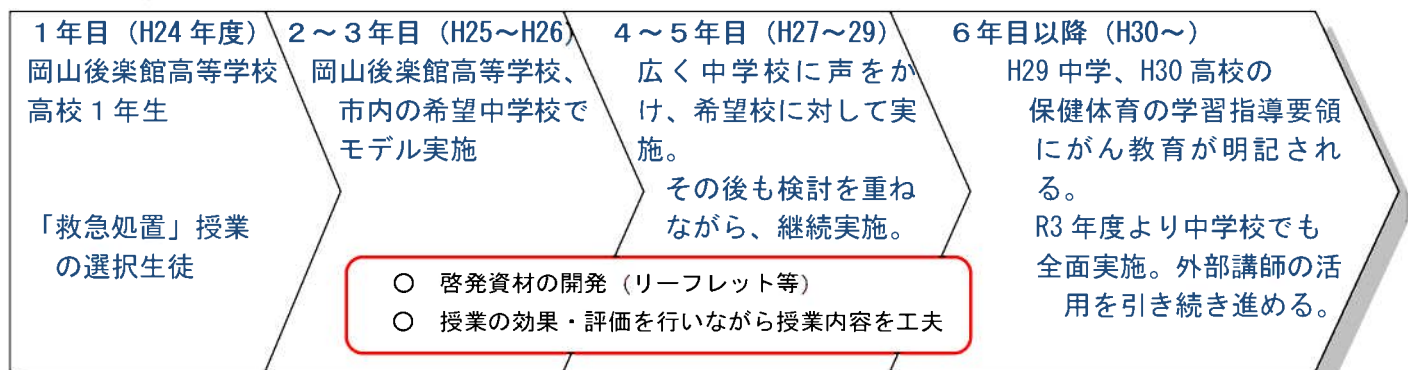 1年目（H24 年度）
岡山後楽館高等学校
高校1年生
「救急処置」授業
の選択生徒
2～3年目（H25～H26）
岡山後楽館高等学校、
市内の希望中学校で
モデル実施
4～5年目（H27～29）
広く中学校に声をか
け、希望校に対して実
施。
その後も検討を重ね
ながら、継続実施。
6年目以降（H30～）
H29 中学、H30 高校の
保健体育の学習指導要領
にがん教育が明記され
る。
R3 年度より中学校でも
全面実施。外部講師の活
用を引き続き進める。
○ 啓発資材の開発（リーフレット等）
○ 授業の効果・評価を行いながら授業内容を工夫